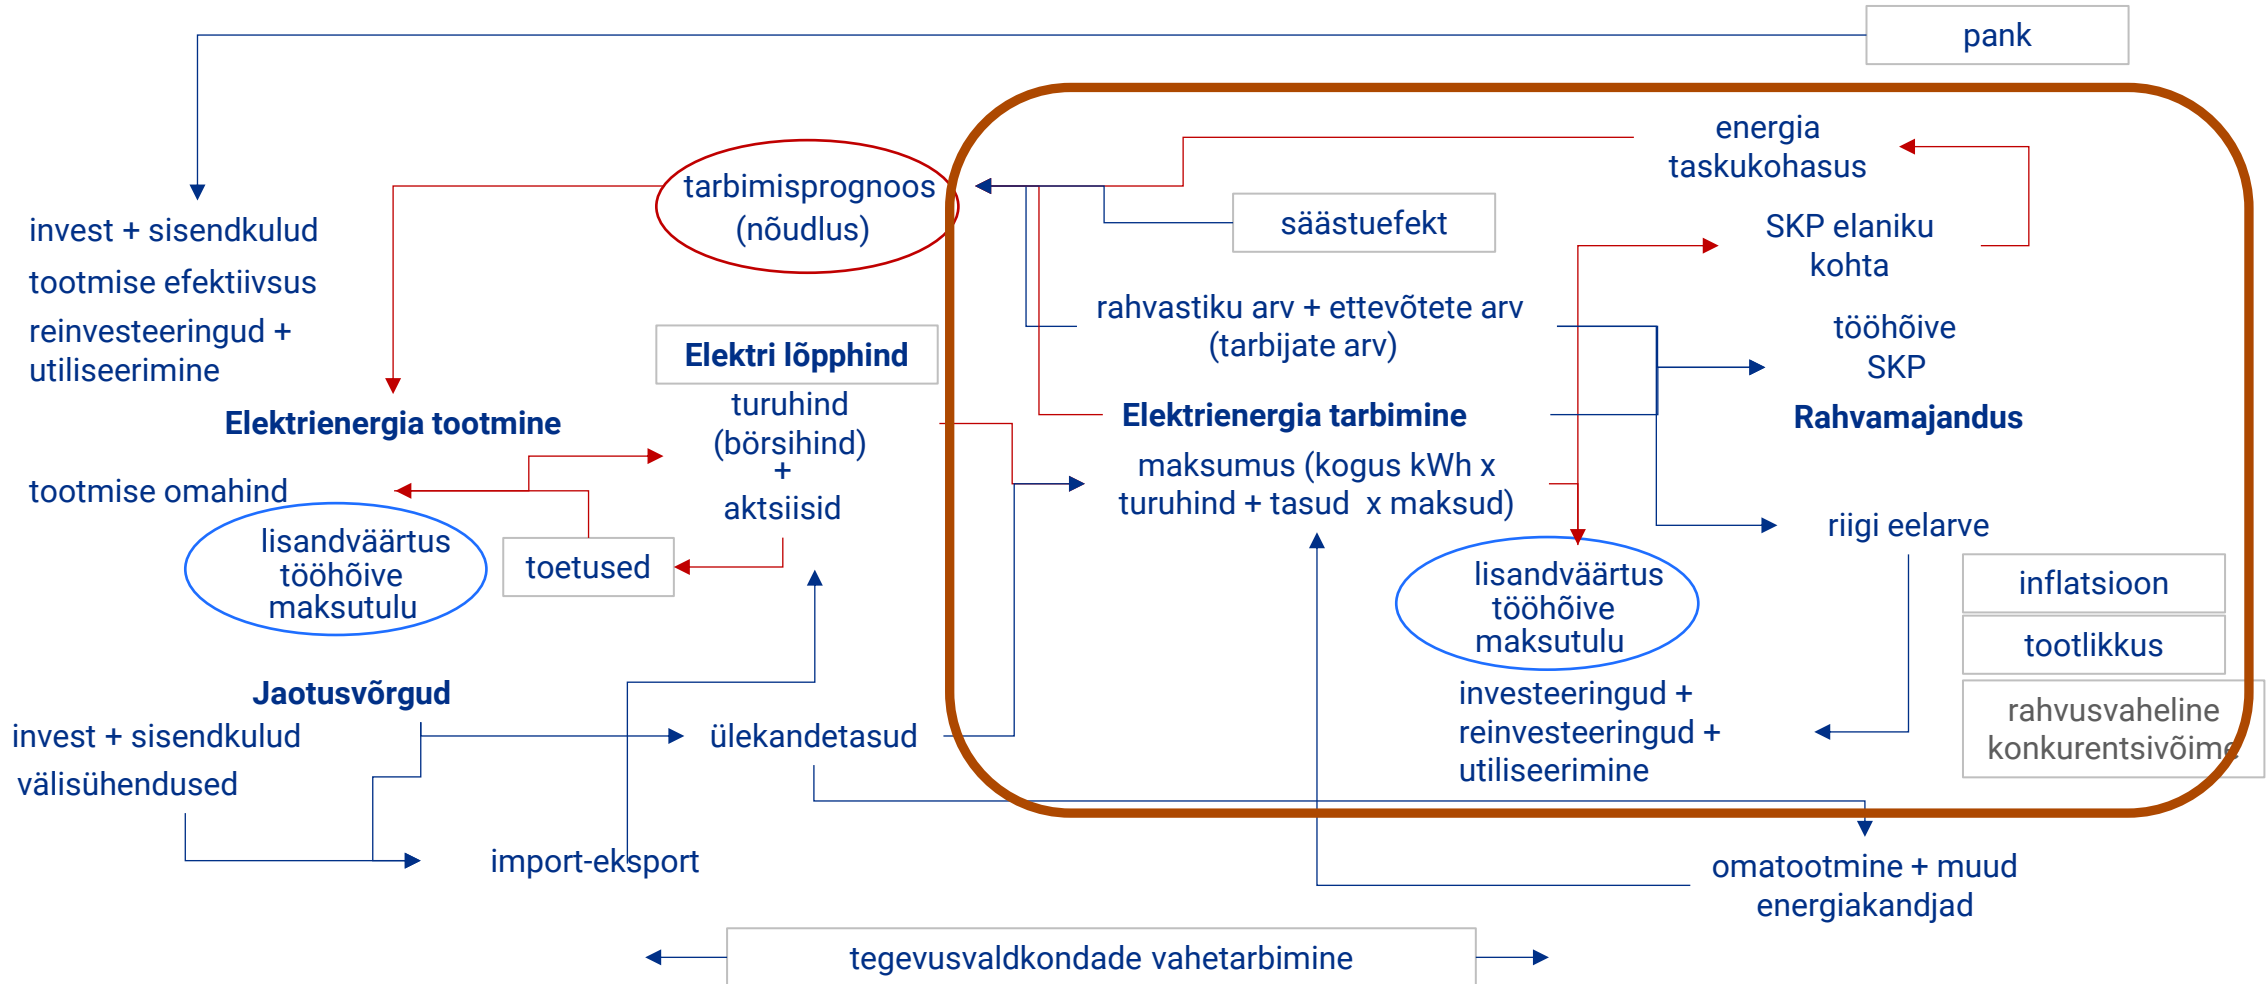 pank
energia
taskukohasus
tarbimisprognoos
(nõudlus)
säästuefekt
SKP elaniku
kohta
invest + sisendkulud
tootmise efektiivsus
reinvesteeringud +
utiliseerimine
rahvastiku arv + ettevõtete arv
(tarbijate arv)
tööhõive
SKP
Elektri lõpphind
turuhind
(börsihind)
+
aktsiisid
Elektrienergia tootmine
Elektrienergia tarbimine
Rahvamajandus
maksumus (kogus kWh x
turuhind + tasud x maksud)
tootmise omahind
lisandväärtus
tööhõive
maksutulu
toetused
riigi eelarve
lisandväärtus
tööhõive
maksutulu
inflatsioon
tootlikkus
rahvusvaheline
konkurentsivõime
Jaotusvõrgud
invest + sisendkulud
välisühendused
ülekandetasud
investeeringud +
reinvesteeringud +
utiliseerimine
import-eksport
omatootmine + muud
energiakandjad
tegevusvaldkondade vahetarbimine